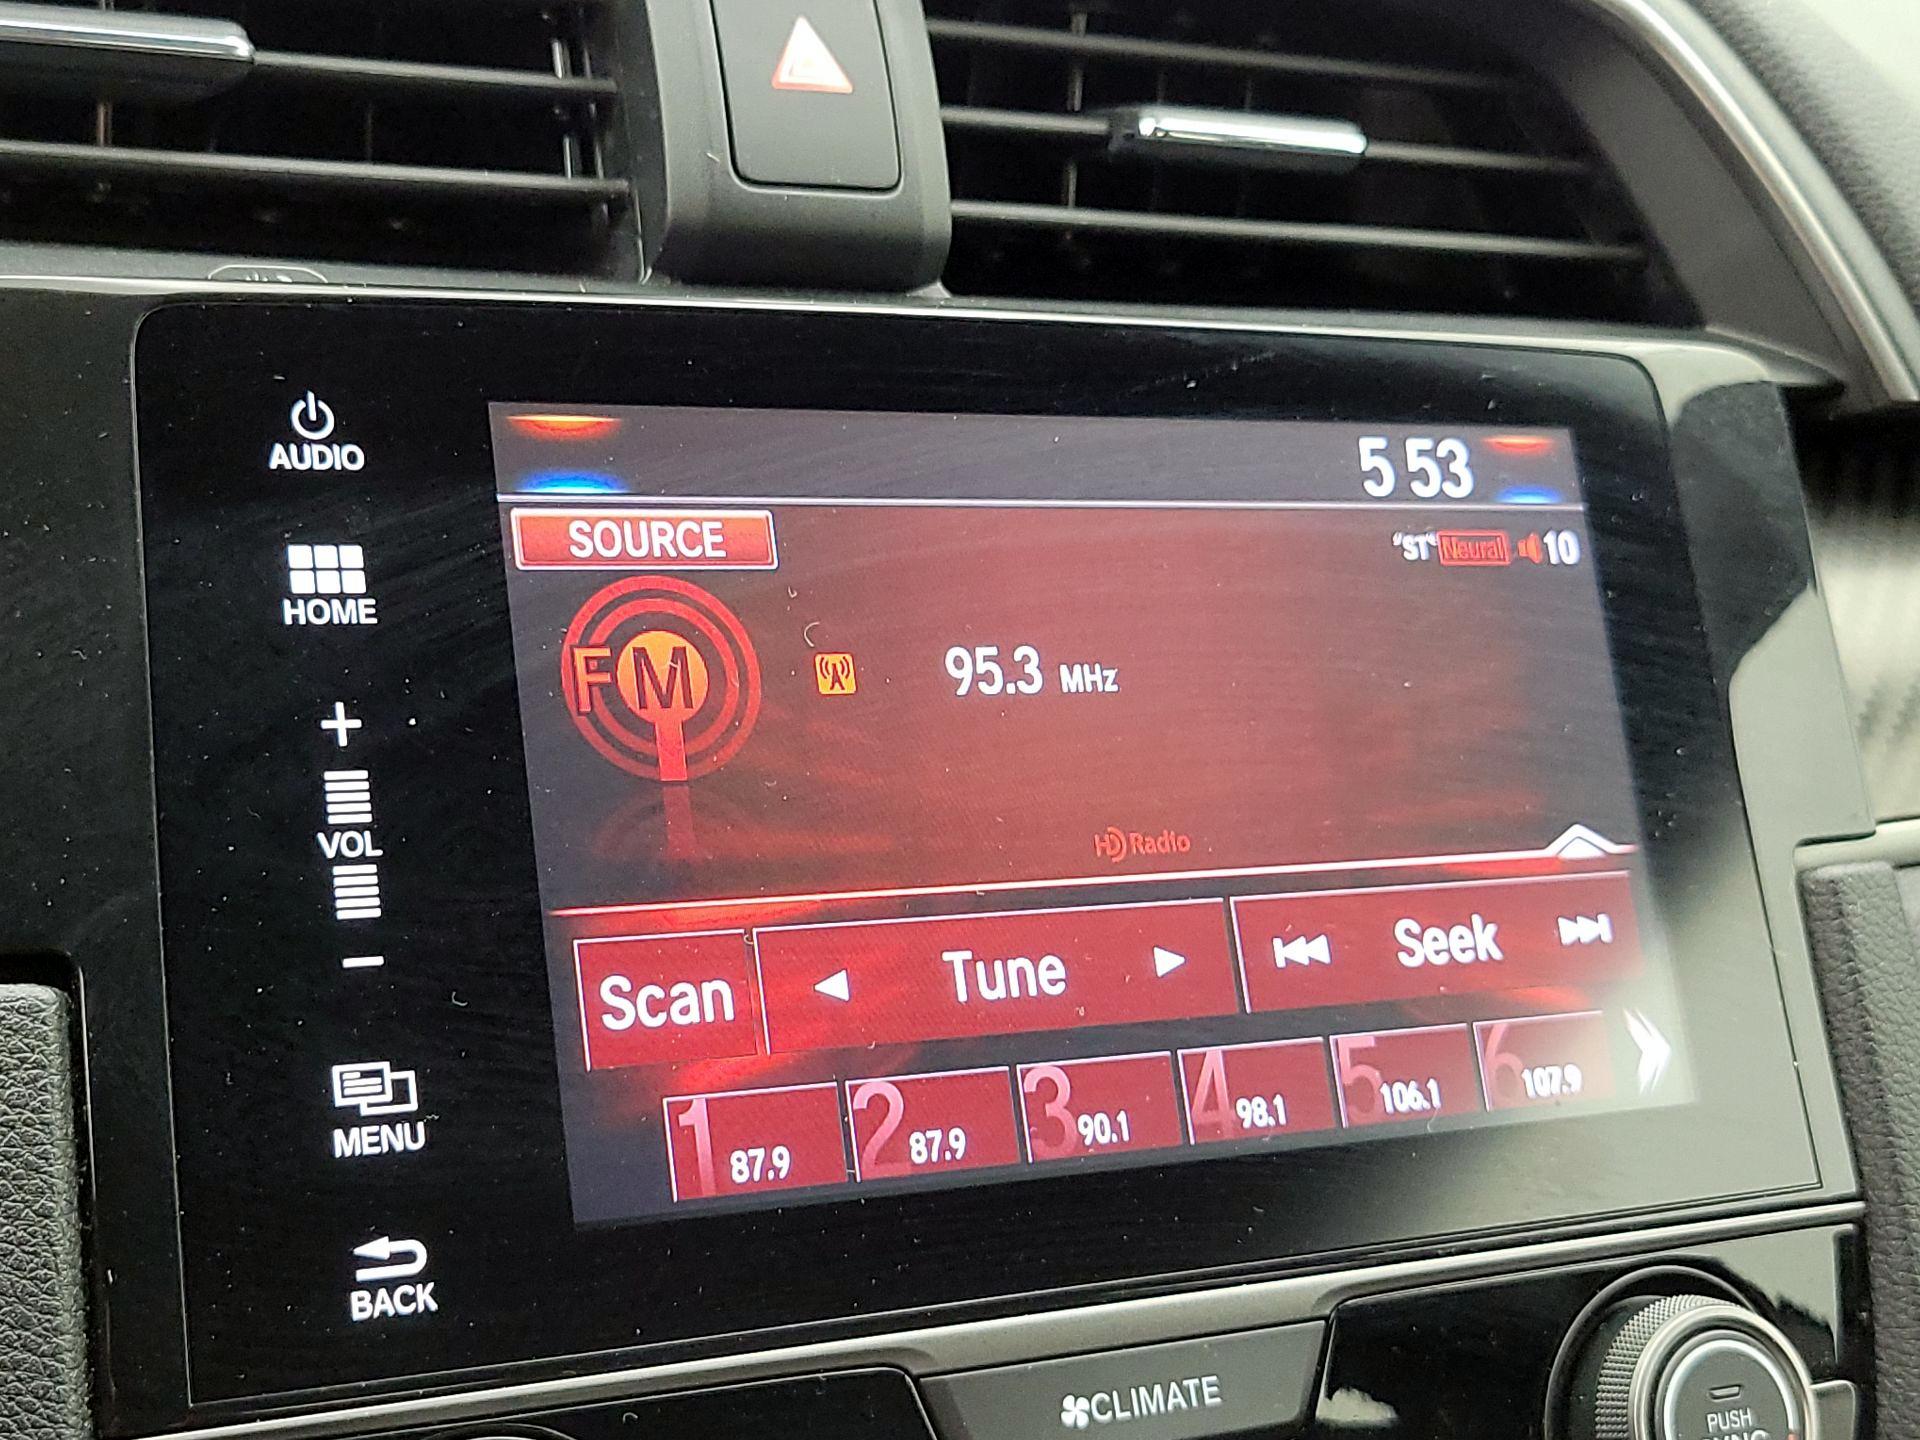 AUDIO
HOME
+
VOL
−
MENU
BACK
5 53
SOURCE
"ST" Neural 10
FM
95.3 MHz
HD Radio
Scan
Tune
Seek
1 87.9
2 87.9
3 90.1
4 98.1
5 106.1
6 107.9
CLIMATE
PUSH